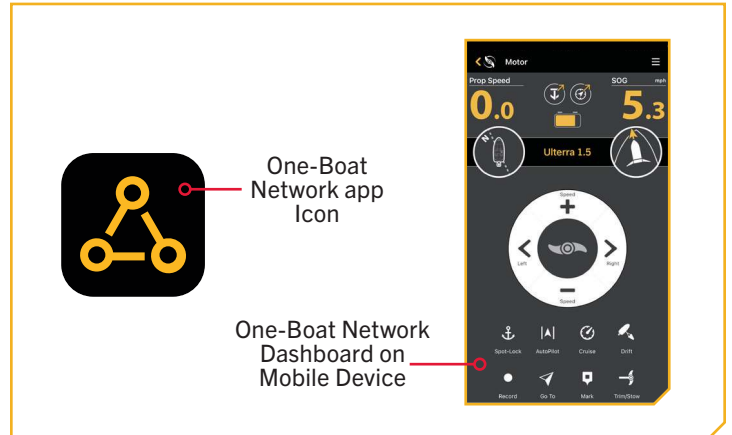 Motor
Prop Speed
SOG mph
0.0
5.3
N
Ulterra 1.5
One-Boat
Network app
Icon
Speed
Left
Right
Speed
One-Boat Network
Dashboard on
Mobile Device
Spot-Lock AutoPilot Cruise Drift
Record Go To Mark Trim/Stow